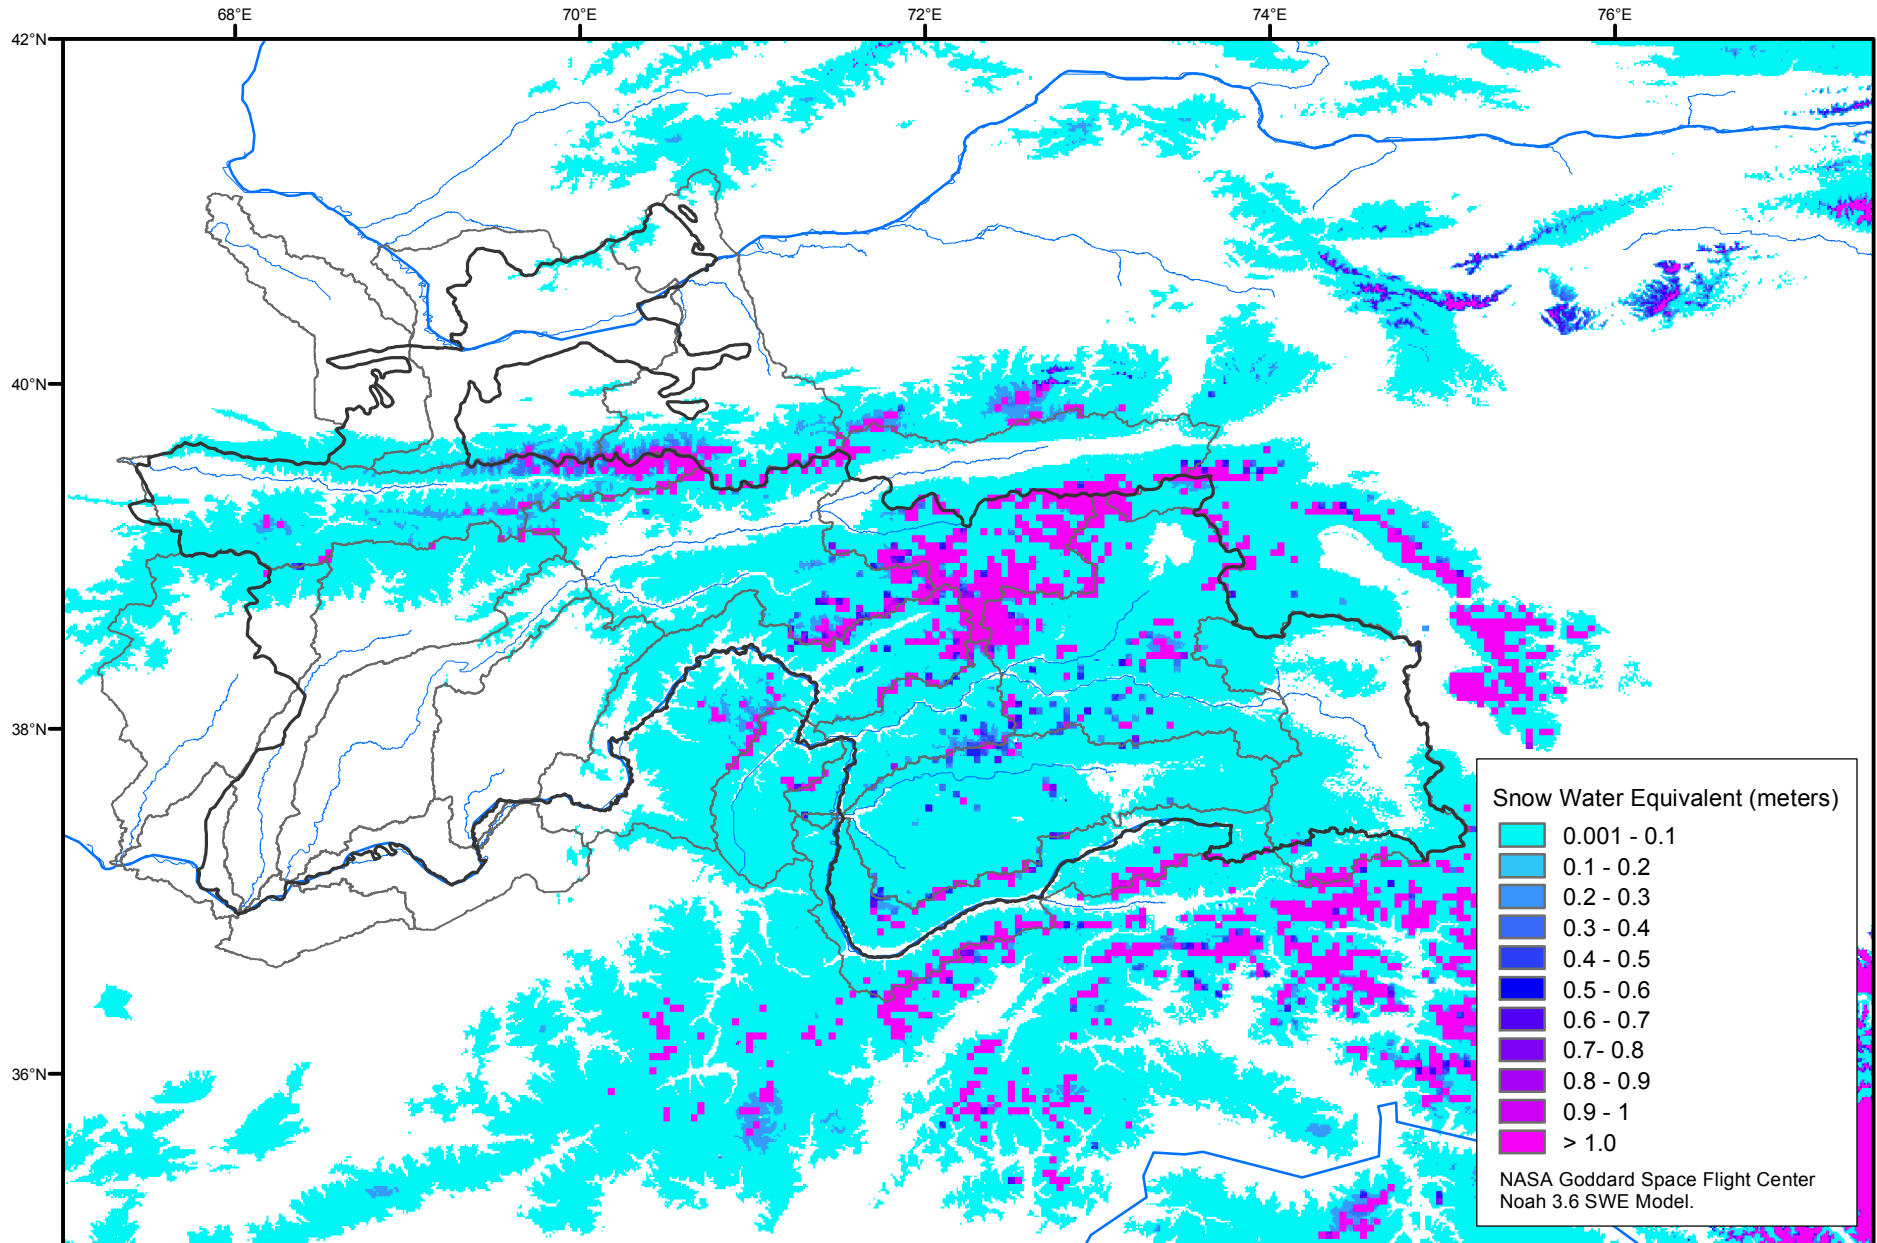 68°E 70°E 72°E 74°E 76°E
42°N
40°N
38°N
36°N
Snow Water Equivalent (meters)
0.001 - 0.1
0.1 - 0.2
0.2 - 0.3
0.3 - 0.4
0.4 - 0.5
0.5 - 0.6
0.6 - 0.7
0.7- 0.8
0.8 - 0.9
0.9 - 1
> 1.0
NASA Goddard Space Flight Center
Noah 3.6 SWE Model.